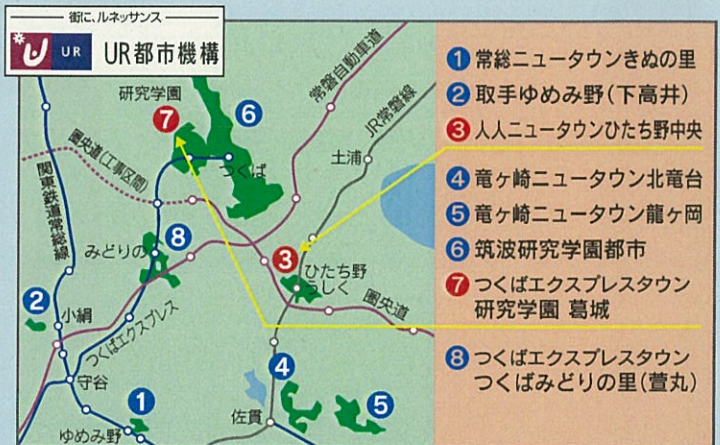 街に、ルネッサンス
UR
UR都市機構
研究学園
7
6
つくば
常磐自動車道
JR常磐線
土浦
圏央道(工事区間)
関東鉄道常総線
みどりの
8
3
ひたち野
うしく
圏央道
2
小絹
つくばエクスプレス
守谷
4
佐貫
5
1
ゆめみ野
1 常総ニュータウンきぬの里
2 取手ゆめみ野(下高井)
3 人人ニュータウンひたち野中央
4 竜ヶ崎ニュータウン北竜台
5 竜ヶ崎ニュータウン龍ヶ岡
6 筑波研究学園都市
7 つくばエクスプレスタウン
研究学園 葛城
8 つくばエクスプレスタウン
つくばみどりの里(萱丸)